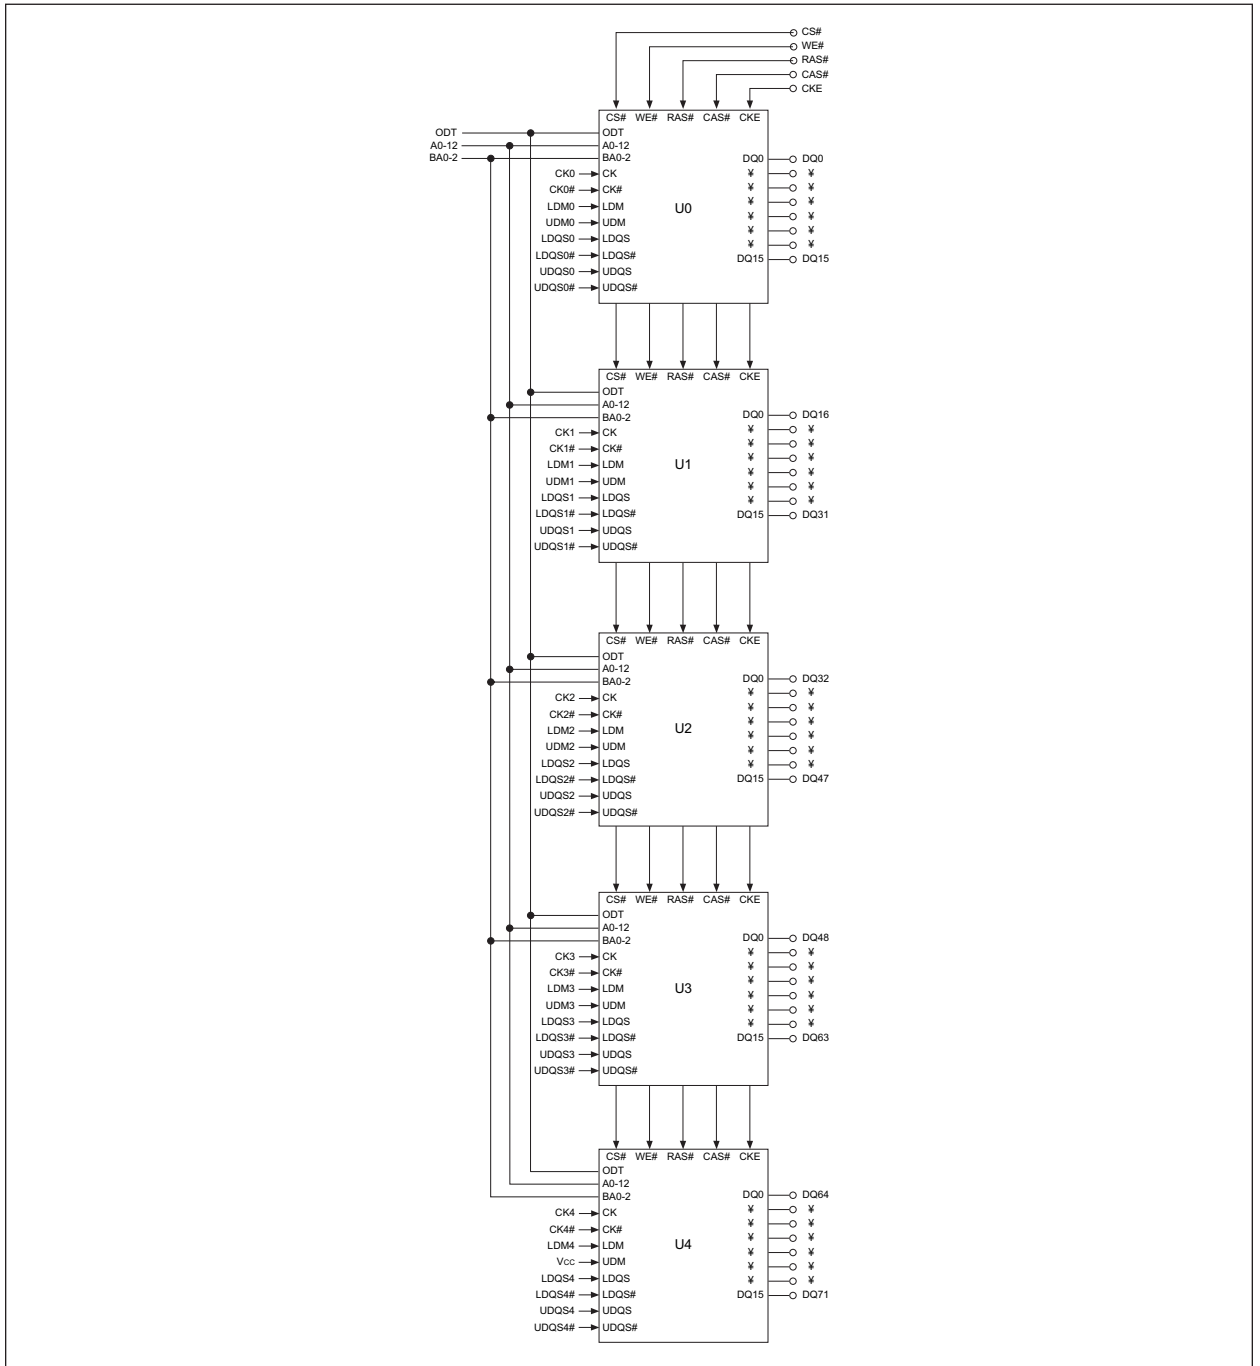 CS#
WE#
RAS#
CAS#
CKE
CS# WE# RAS# CAS# CKE
ODT ODT
A0-12 A0-12
BA0-2 BA0-2 DQ0 DQ0
CK0 CK ¥ ¥
CK0# CK# ¥ ¥
LDM0 LDM ¥ ¥
U0
UDM0 UDM ¥ ¥
LDQS0 LDQS ¥ ¥
¥ ¥
LDQS0# LDQS# DQ15 DQ15
UDQS0 UDQS
UDQS0# UDQS#
CS# WE# RAS# CAS# CKE
ODT
A0-12
BA0-2 DQ0 DQ16
CK1 CK ¥ ¥
CK1# CK# ¥ ¥
LDM1 LDM ¥ ¥
U1
UDM1 UDM ¥ ¥
LDQS1 LDQS ¥ ¥
¥ ¥
LDQS1# LDQS# DQ15 DQ31
UDQS1 UDQS
UDQS1# UDQS#
CS# WE# RAS# CAS# CKE
ODT
A0-12
BA0-2 DQ0 DQ32
CK2 CK ¥ ¥
CK2# CK# ¥ ¥
LDM2 LDM ¥ ¥
U2
UDM2 UDM ¥ ¥
LDQS2 LDQS ¥ ¥
¥ ¥
LDQS2# LDQS# DQ15 DQ47
UDQS2 UDQS
UDQS2# UDQS#
CS# WE# RAS# CAS# CKE
ODT
A0-12
BA0-2 DQ0 DQ48
CK3 CK ¥ ¥
CK3# CK# ¥ ¥
LDM3 LDM ¥ ¥
U3
UDM3 UDM ¥ ¥
LDQS3 LDQS ¥ ¥
¥ ¥
LDQS3# LDQS# DQ15 DQ63
UDQS3 UDQS
UDQS3# UDQS#
CS# WE# RAS# CAS# CKE
ODT
A0-12
BA0-2 DQ0 DQ64
CK4 CK ¥ ¥
CK4# CK# ¥ ¥
LDM4 LDM ¥ ¥
U4
Vcc UDM ¥ ¥
LDQS4 LDQS ¥ ¥
¥ ¥
LDQS4# LDQS# DQ15 DQ71
UDQS4 UDQS
UDQS4# UDQS#